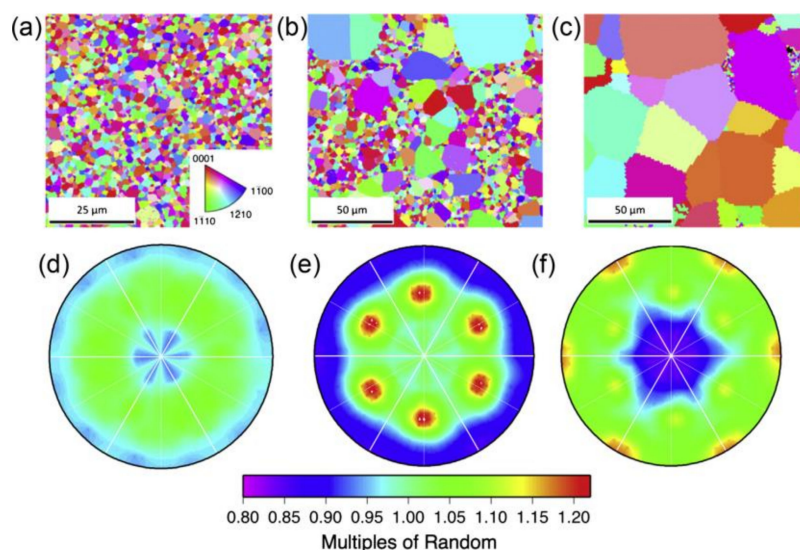 (a)
(b)
(c)
0001
1100
1110
1210
25 µm
50 µm
50 µm
(d)
(e)
(f)
0.80 0.85 0.90 0.95 1.00 1.05 1.10 1.15 1.20
Multiples of Random